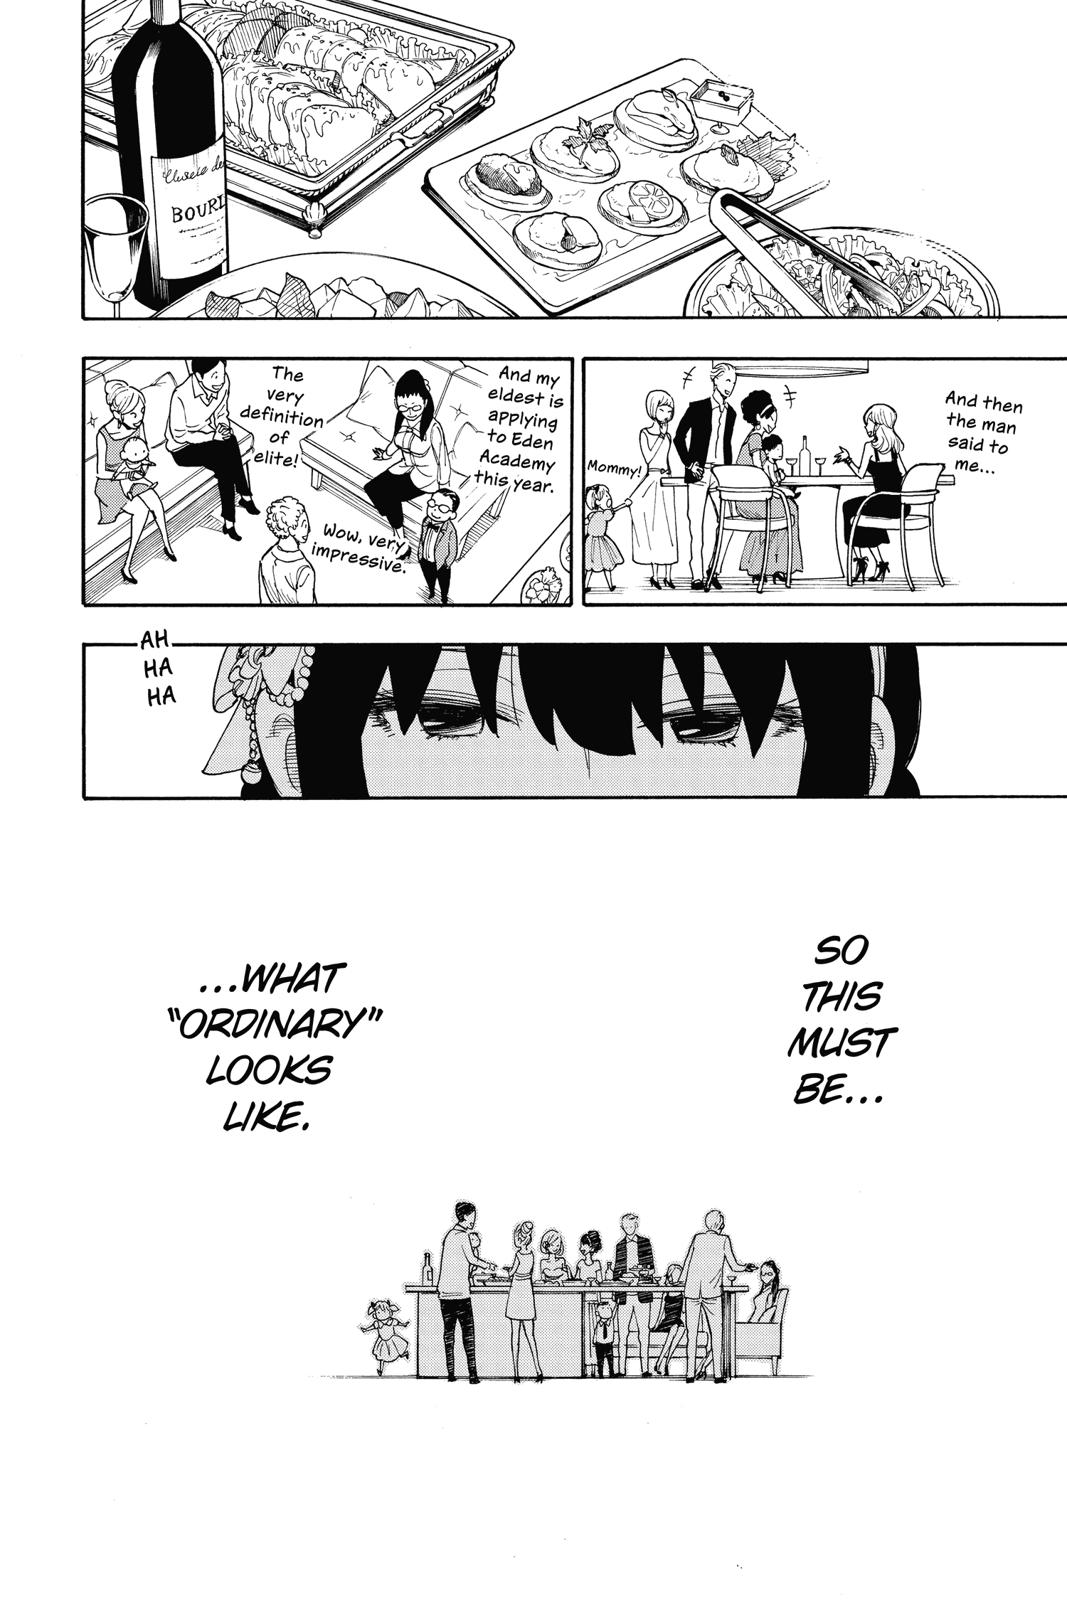 BOURD
And then
the man
said to
me...
Mommy!
And my
eldest is
applying
to Eden
Academy
this year.
The
very
definition
of
elite!
Wow, very
impressive.
AH
HA
HA
SO
THIS
MUST
BE...
...WHAT
“ORDINARY”
LOOKS
LIKE.